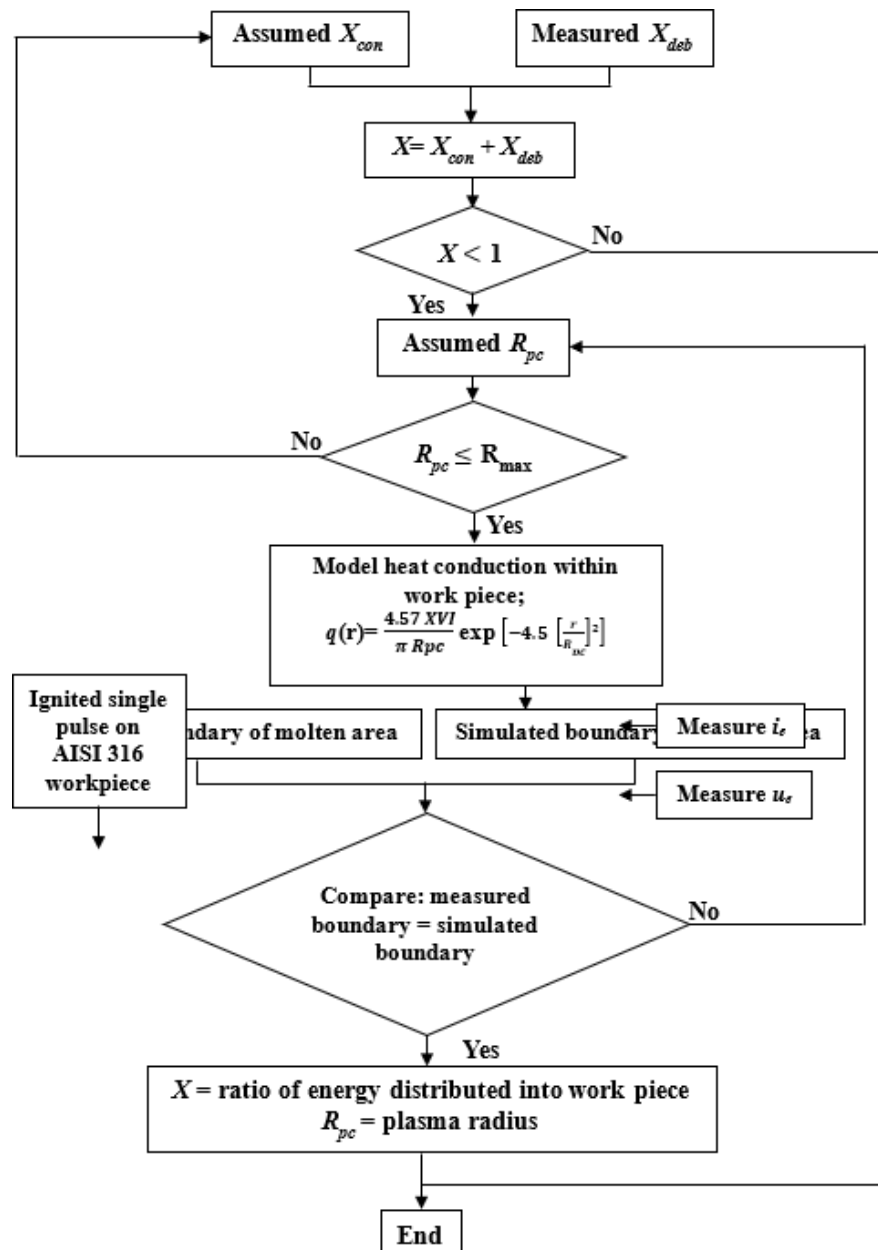 Assumed X_con
Measured X_deb
X= X_con + X_deb
X < 1
No
Yes
Assumed R_pc
No
R_pc ≤ R_max
Yes
Model heat conduction within
work piece;
q(r)= 4.57 XVI / π Rpc exp [−4.5 [r / R_pc]²]
Ignited single
pulse on
AISI 316
workpiece
ndary of molten area
Simulated boundary
ea
Measure i_e
Measure u_e
Compare: measured
boundary = simulated
boundary
No
Yes
X = ratio of energy distributed into work piece
R_pc = plasma radius
End